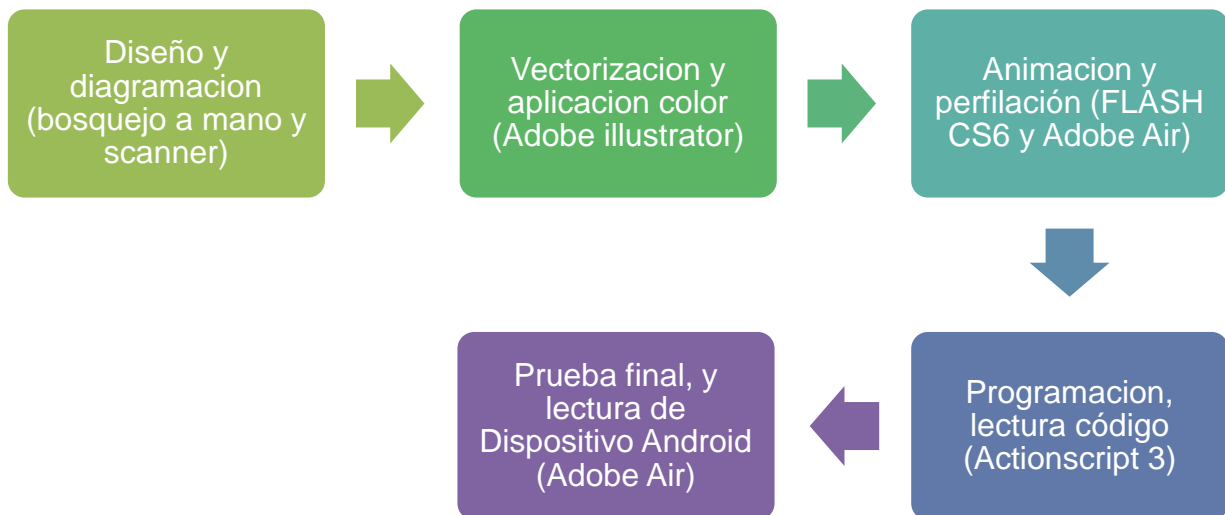 Diseño y
diagramacion
(bosquejo a mano y
scanner)
Vectorizacion y
aplicacion color
(Adobe illustrator)
Animacion y
perfilación (FLASH
CS6 y Adobe Air)
Programacion,
lectura código
(Actionscript 3)
Prueba final, y
lectura de
Dispositivo Android
(Adobe Air)